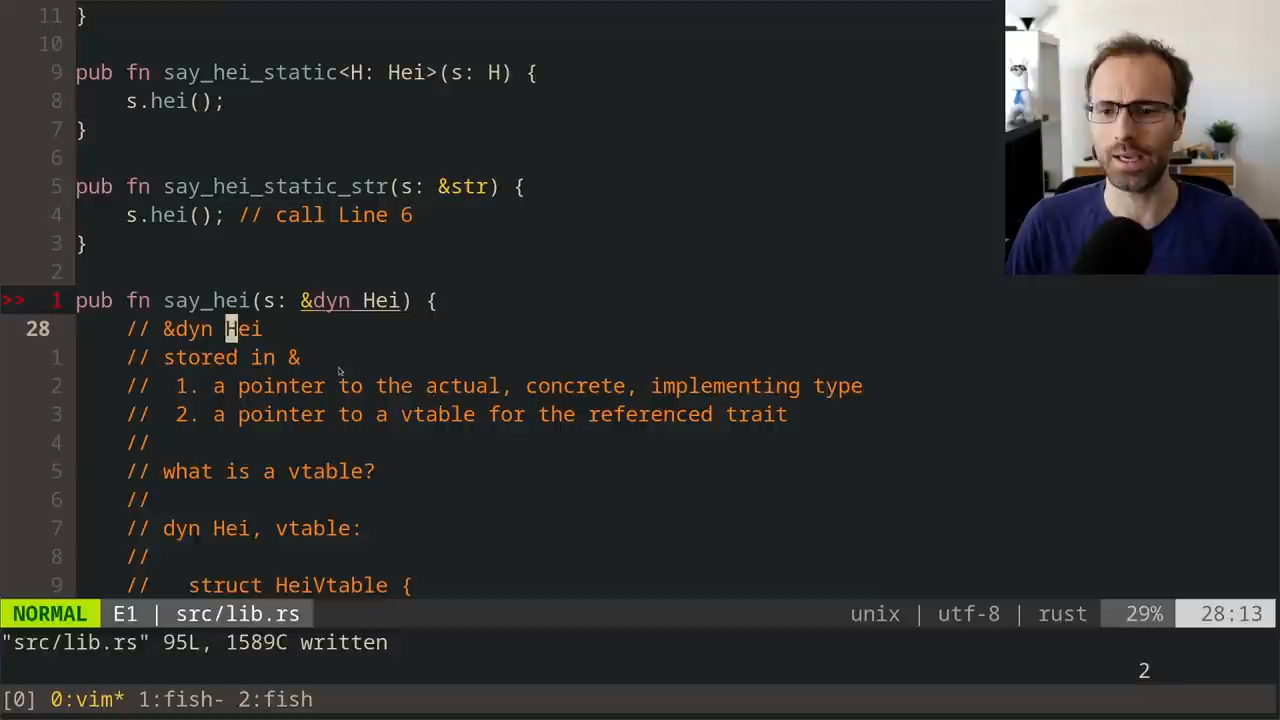 11 }
10
9 pub fn say_hei_static<H: Hei>(s: H) {
8     s.hei();
7 }
6
5 pub fn say_hei_static_str(s: &str) {
4     s.hei(); // call Line 6
3 }
2
>> 1 pub fn say_hei(s: &dyn Hei) {
28     // &dyn Hei
1     // stored in &
2     //  1. a pointer to the actual, concrete, implementing type
3     //  2. a pointer to a vtable for the referenced trait
4     //
5     // what is a vtable?
6     //
7     // dyn Hei, vtable:
8     //
9     //   struct HeiVtable {
NORMAL E1 | src/lib.rs unix | utf-8 | rust 29% 28:13
"src/lib.rs" 95L, 1589C written
2
[0] 0:vim* 1:fish- 2:fish